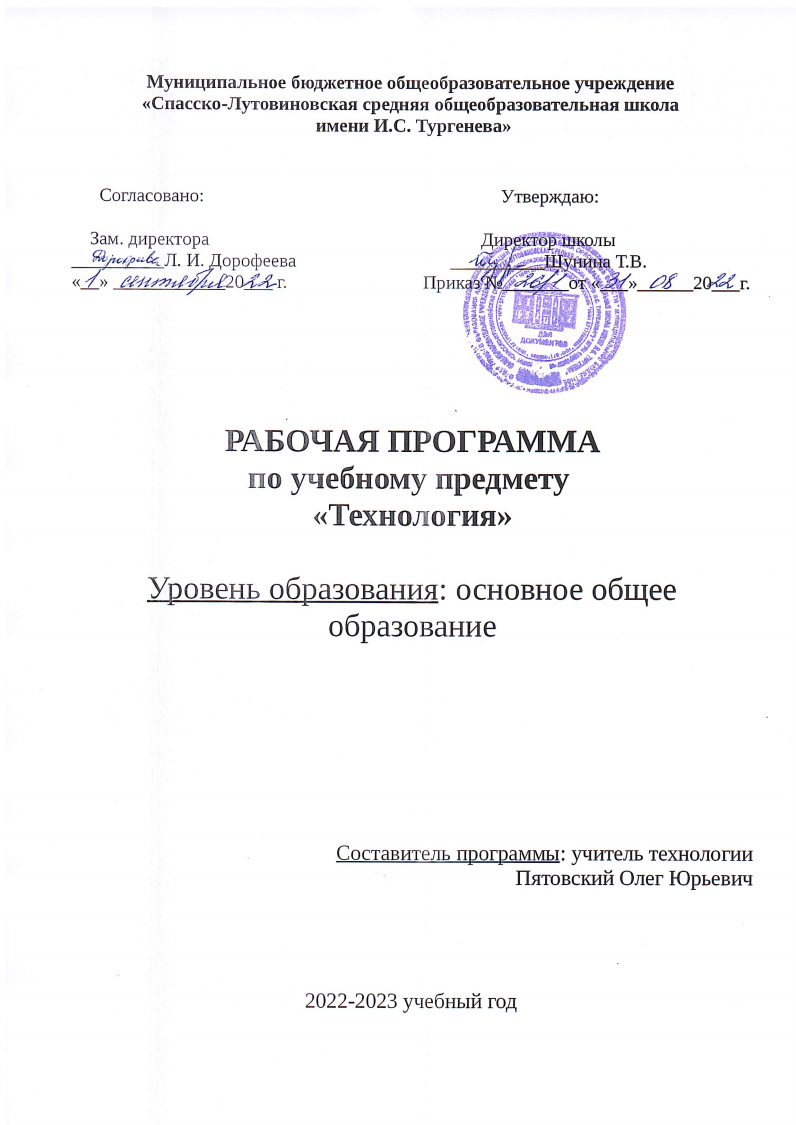 Муниципальное бюджетное общеобразовательное учреждение
«Спасско-Лутовиновская средняя общеобразовательная школа
имени И.С. Тургенева»
Согласовано:
Утверждаю:
Зам. директора
Директор школы
Л. И. Дорофеева
Шунина Т.В.
«1» сентября 2022 г.
Приказ № от «31» 08 2022 г.
ДЛЯ
ДОКУМЕНТОВ
РАБОЧАЯ ПРОГРАММА
по учебному предмету
«Технология»
Уровень образования: основное общее
образование
Составитель программы: учитель технологии
Пятовский Олег Юрьевич
2022-2023 учебный год